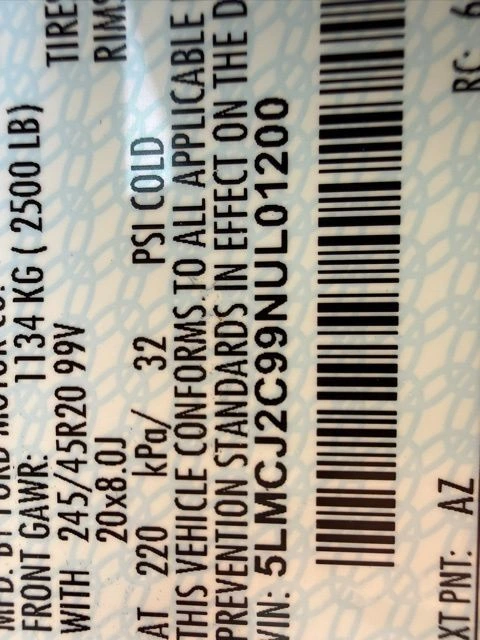 MFD. BY FORD MOTOR CO.
FRONT GAWR: 1134 KG ( 2500 LB) TIRE
WITH 245/45R20 99V RIMS
20x8.0J
AT 220 kPa/ 32 PSI COLD
THIS VEHICLE CONFORMS TO ALL APPLICABLE
PREVENTION STANDARDS IN EFFECT ON THE D
VIN: 5LMCJ2C99NUL01200
XT PNT: AZ RC: 6